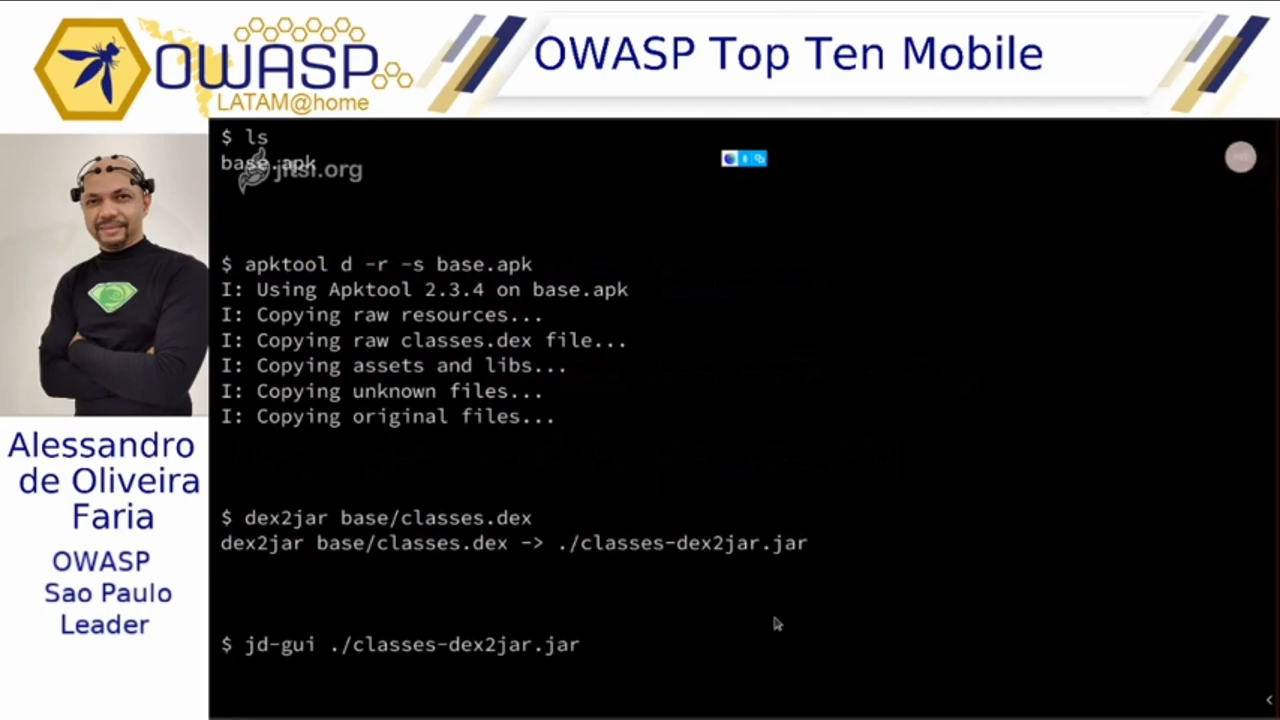 OWASP
LATAM@home
OWASP Top Ten Mobile
$ ls
base.apk
jitsi.org
$ apktool d -r -s base.apk
I: Using Apktool 2.3.4 on base.apk
I: Copying raw resources...
I: Copying raw classes.dex file...
I: Copying assets and libs...
I: Copying unknown files...
I: Copying original files...
$ dex2jar base/classes.dex
dex2jar base/classes.dex -> ./classes-dex2jar.jar
$ jd-gui ./classes-dex2jar.jar
Alessandro
de Oliveira
Faria
OWASP
Sao Paulo
Leader